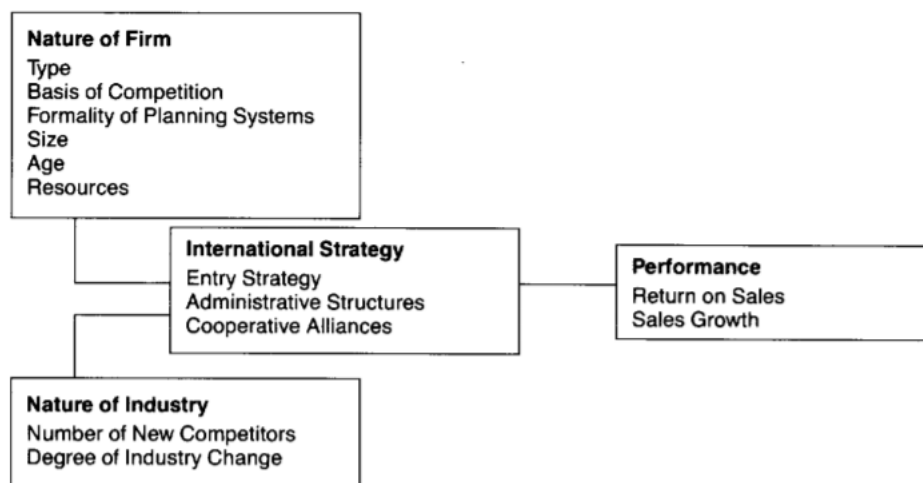 Nature of Firm
Type
Basis of Competition
Formality of Planning Systems
Size
Age
Resources
International Strategy
Entry Strategy
Administrative Structures
Cooperative Alliances
Performance
Return on Sales
Sales Growth
Nature of Industry
Number of New Competitors
Degree of Industry Change